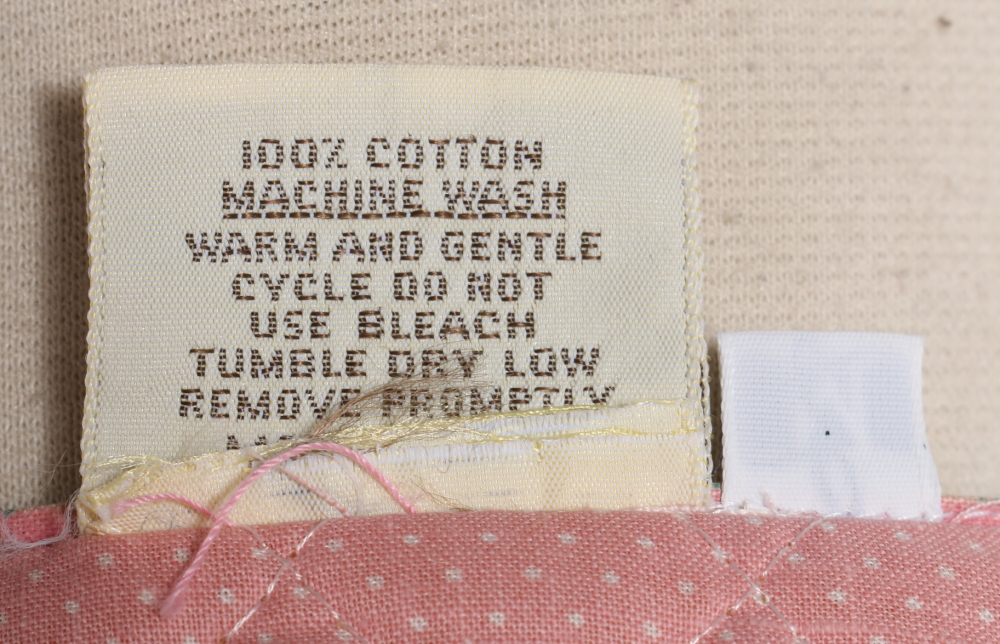 100% COTTON
MACHINE WASH
WARM AND GENTLE
CYCLE DO NOT
USE BLEACH
TUMBLE DRY LOW
REMOVE PROMPTLY